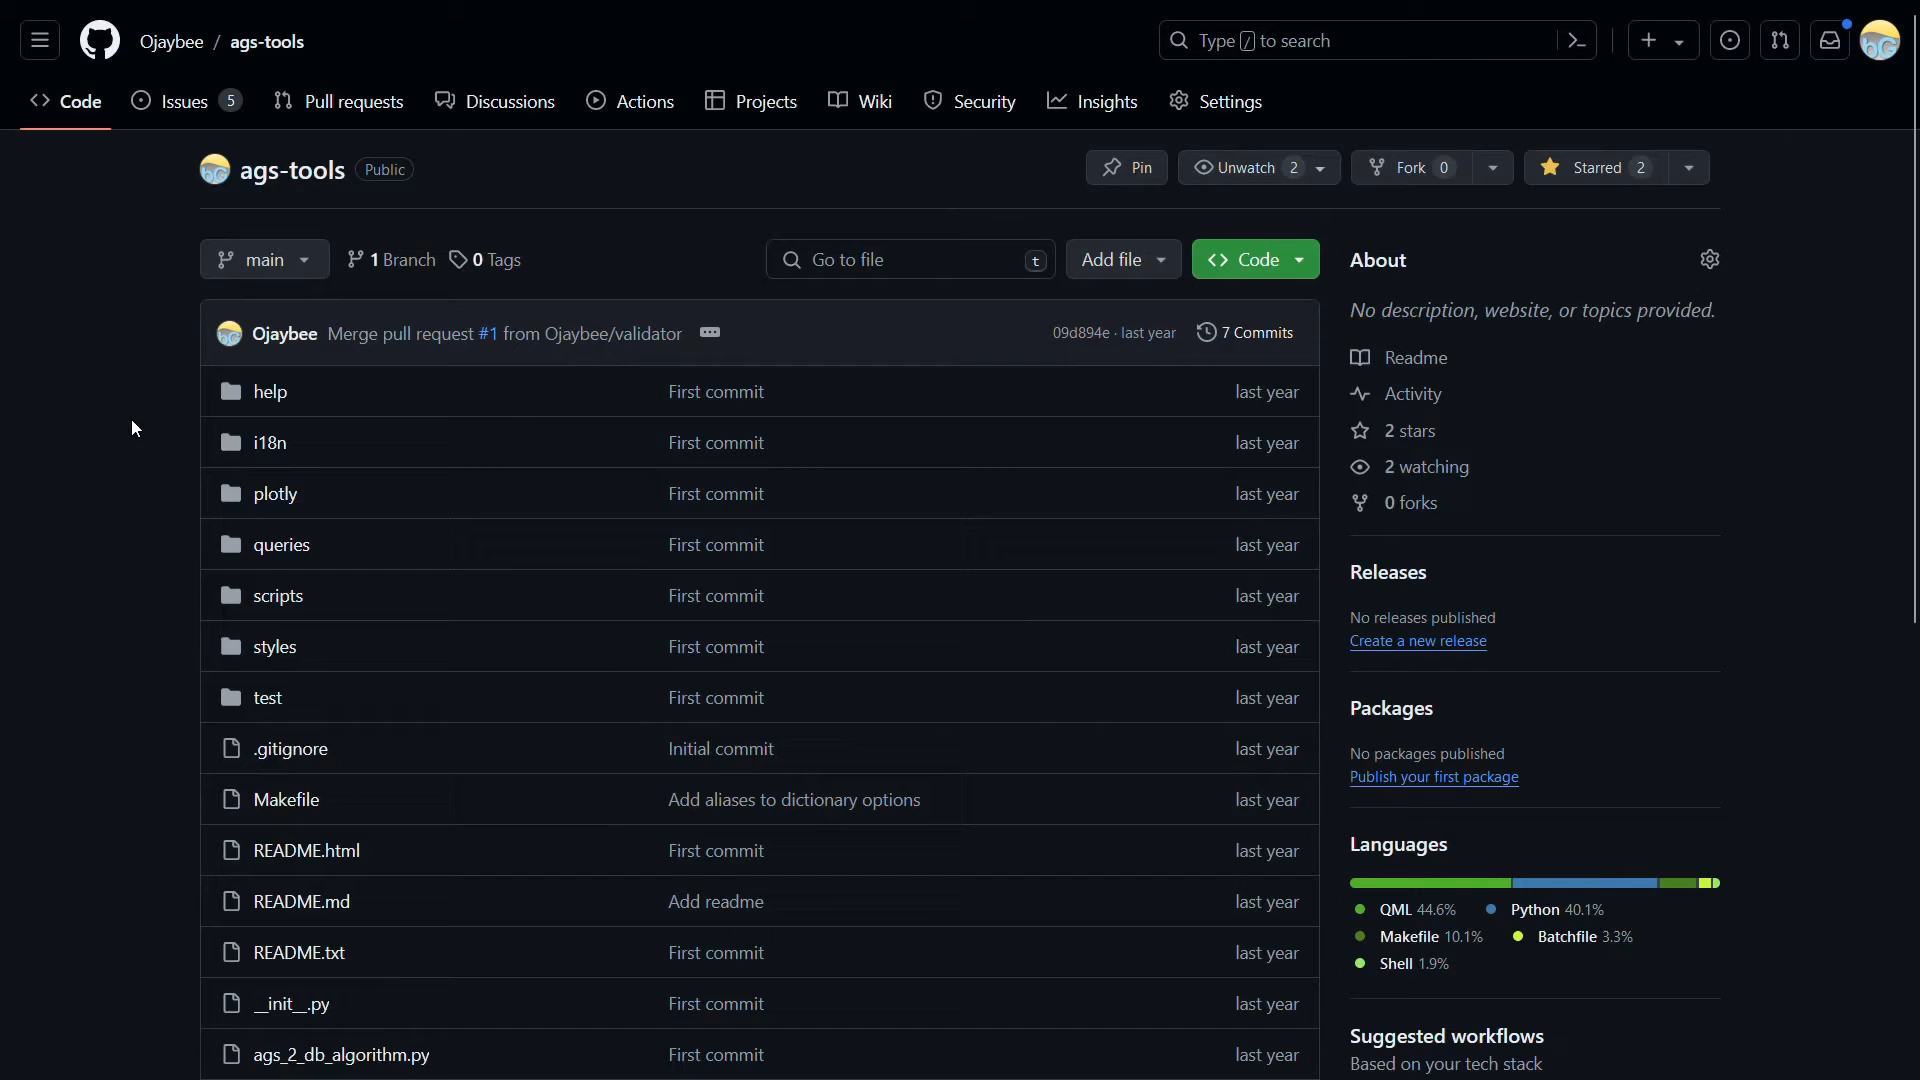 Ojaybee / ags-tools
Type / to search
Code
Issues 5
Pull requests
Discussions
Actions
Projects
Wiki
Security
Insights
Settings
ags-tools Public
Pin
Unwatch 2
Fork 0
Starred 2
main
1 Branch
0 Tags
Go to file t
Add file
Code
Ojaybee Merge pull request #1 from Ojaybee/validator
09d894e · last year
7 Commits
help First commit last year
i18n First commit last year
plotly First commit last year
queries First commit last year
scripts First commit last year
styles First commit last year
test First commit last year
.gitignore Initial commit last year
Makefile Add aliases to dictionary options last year
README.html First commit last year
README.md Add readme last year
README.txt First commit last year
__init__.py First commit last year
ags_2_db_algorithm.py First commit last year
About
No description, website, or topics provided.
Readme
Activity
2 stars
2 watching
0 forks
Releases
No releases published
Create a new release
Packages
No packages published
Publish your first package
Languages
QML 44.6% Python 40.1%
Makefile 10.1% Batchfile 3.3%
Shell 1.9%
Suggested workflows
Based on your tech stack